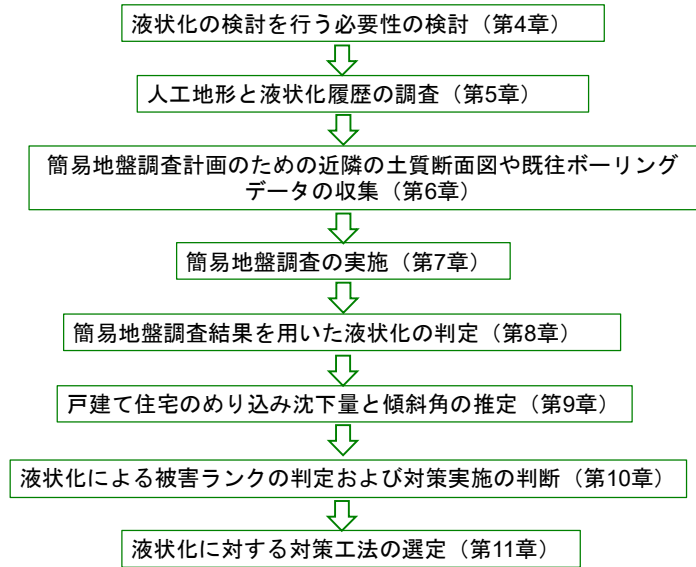 液状化の検討を行う必要性の検討（第4章）
人工地形と液状化履歴の調査（第5章）
簡易地盤調査計画のための近隣の土質断面図や既往ボーリング
データの収集（第6章）
簡易地盤調査の実施（第7章）
簡易地盤調査結果を用いた液状化の判定（第8章）
戸建て住宅のめり込み沈下量と傾斜角の推定（第9章）
液状化による被害ランクの判定および対策実施の判断（第10章）
液状化に対する対策工法の選定（第11章）